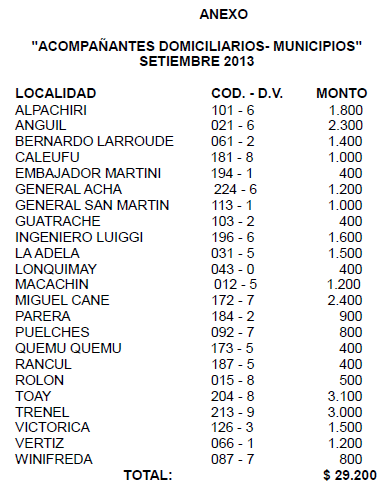 ANEXO
"ACOMPAÑANTES DOMICILIARIOS- MUNICIPIOS"
SETIEMBRE 2013
LOCALIDAD COD. - D.V. MONTO
ALPACHIRI 101 - 6 1.800
ANGUIL 021 - 6 2.300
BERNARDO LARROUDE 061 - 2 1.400
CALEUFU 181 - 8 1.000
EMBAJADOR MARTINI 194 - 1 400
GENERAL ACHA 224 - 6 1.200
GENERAL SAN MARTIN 113 - 1 1.000
GUATRACHE 103 - 2 400
INGENIERO LUIGGI 196 - 6 1.600
LA ADELA 031 - 5 1.500
LONQUIMAY 043 - 0 400
MACACHIN 012 - 5 1.200
MIGUEL CANE 172 - 7 2.400
PARERA 184 - 2 900
PUELCHES 092 - 7 800
QUEMU QUEMU 173 - 5 400
RANCUL 187 - 5 400
ROLON 015 - 8 500
TOAY 204 - 8 3.100
TRENEL 213 - 9 3.000
VICTORICA 126 - 3 1.500
VERTIZ 066 - 1 1.200
WINIFREDA 087 - 7 800
TOTAL: $ 29.200